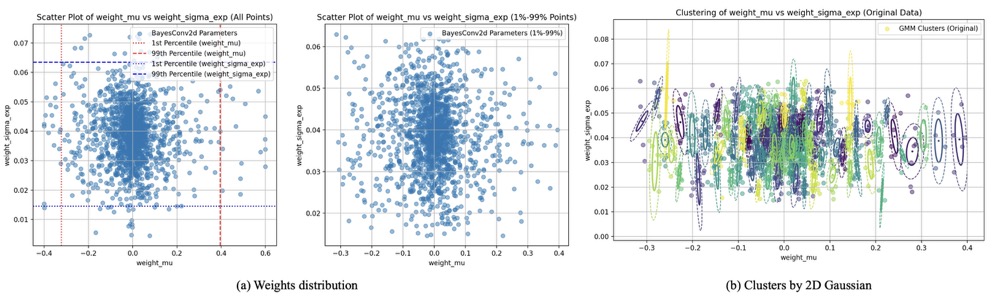 Scatter Plot of weight_mu vs weight_sigma_exp (All Points)
BayesConv2d Parameters
1st Percentile (weight_mu)
99th Percentile (weight_mu)
1st Percentile (weight_sigma_exp)
99th Percentile (weight_sigma_exp)
weight_sigma_exp
0.07
0.06
0.05
0.04
0.03
0.02
0.01
−0.4 −0.2 0.0 0.2 0.4 0.6
weight_mu
Scatter Plot of weight_mu vs weight_sigma_exp (1%-99% Points)
BayesConv2d Parameters (1%-99%)
weight_sigma_exp
0.06
0.05
0.04
0.03
0.02
−0.3 −0.2 −0.1 0.0 0.1 0.2 0.3 0.4
weight_mu
(a) Weights distribution
Clustering of weight_mu vs weight_sigma_exp (Original Data)
GMM Clusters (Original)
weight_sigma_exp
0.08
0.07
0.06
0.05
0.04
0.03
0.02
0.01
0.00
−0.3 −0.2 −0.1 0.0 0.1 0.2 0.3 0.4
weight_mu
(b) Clusters by 2D Gaussian